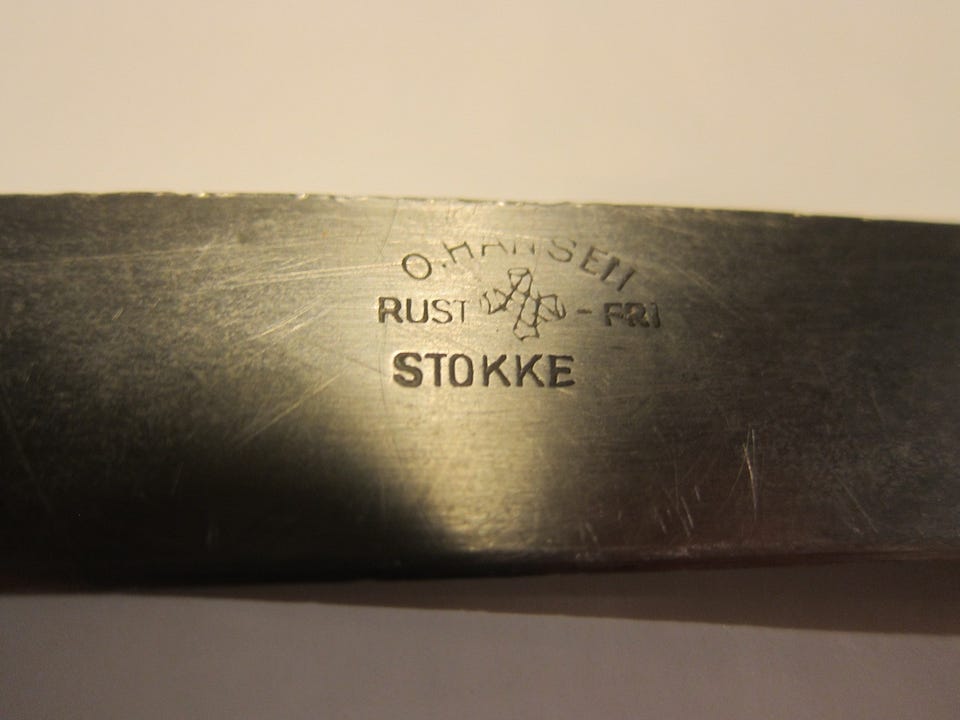 O. HANSEN
RUST - FRI
STOKKE